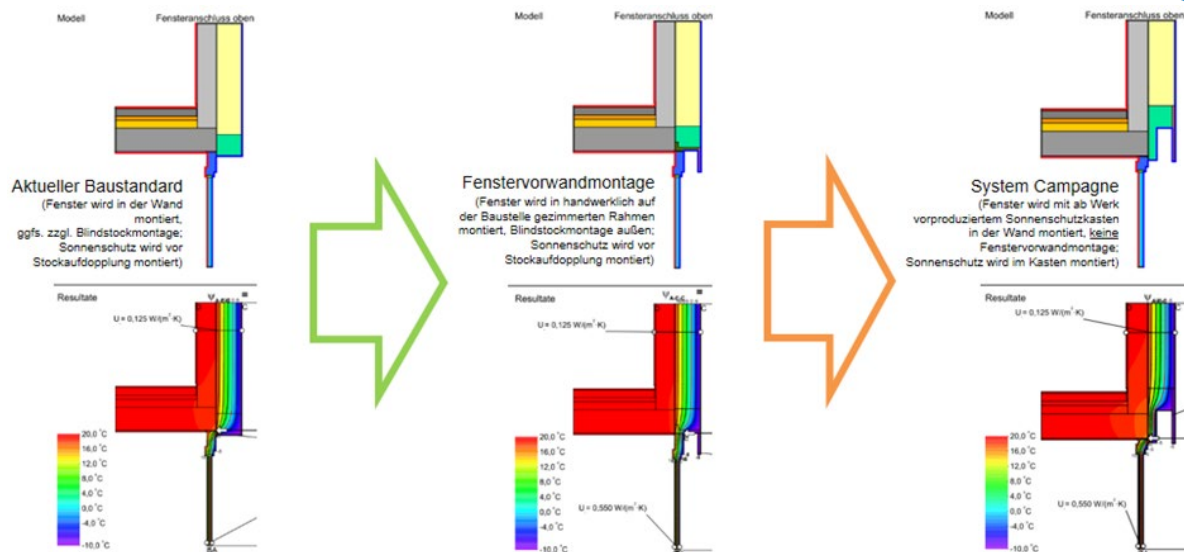 Modell Fensteranschluss oben
Aktueller Baustandard
(Fenster wird in der Wand
montiert,
ggfs. zzgl. Blindstockmontage;
Sonnenschutz wird vor
Stockaufdopplung montiert)
Resultate
U = 0,125 W/(m²·K)
20,0 °C
16,0 °C
12,0 °C
8,0 °C
4,0 °C
0,0 °C
-4,0 °C
-10,0 °C
Modell Fensteranschluss oben
Fenstervorwandmontage
(Fenster wird in handwerklich auf
der Baustelle gezimmerten Rahmen
montiert, Blindstockmontage außen;
Sonnenschutz wird vor
Stockaufdopplung montiert)
Resultate
U = 0,125 W/(m²·K)
20,0 °C
16,0 °C
12,0 °C
8,0 °C
4,0 °C
0,0 °C
-4,0 °C
-10,0 °C
U = 0,550 W/(m²·K)
Modell Fensteranschluss oben
System Campagne
(Fenster wird mit ab Werk
vorproduziertem Sonnenschutzkasten
in der Wand montiert, keine
Fenstervorwandmontage;
Sonnenschutz wird im Kasten montiert)
Resultate
U = 0,125 W/(m²·K)
20,0 °C
16,0 °C
12,0 °C
8,0 °C
4,0 °C
0,0 °C
-4,0 °C
-10,0 °C
U = 0,550 W/(m²·K)